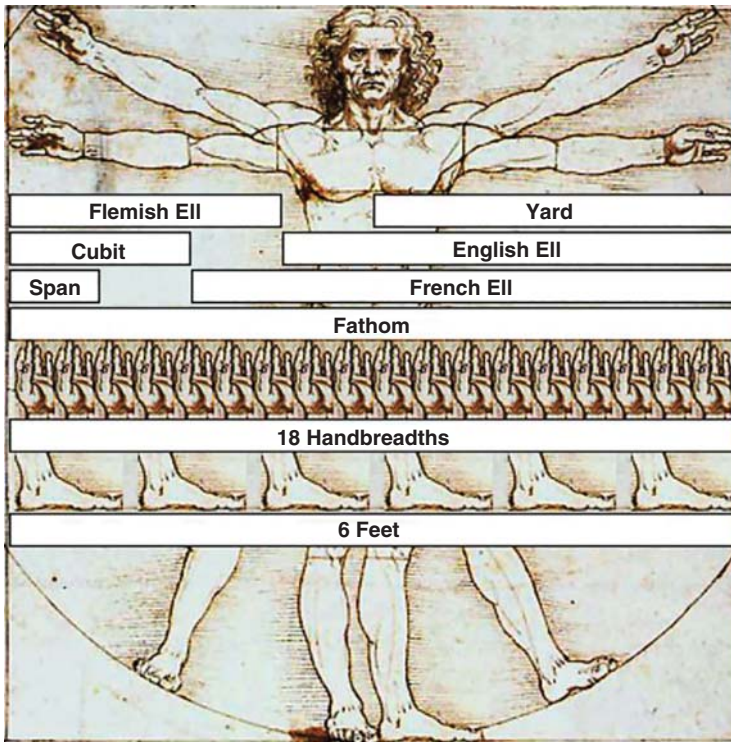 Flemish Ell
Yard
Cubit
English Ell
Span
French Ell
Fathom
18 Handbreadths
6 Feet